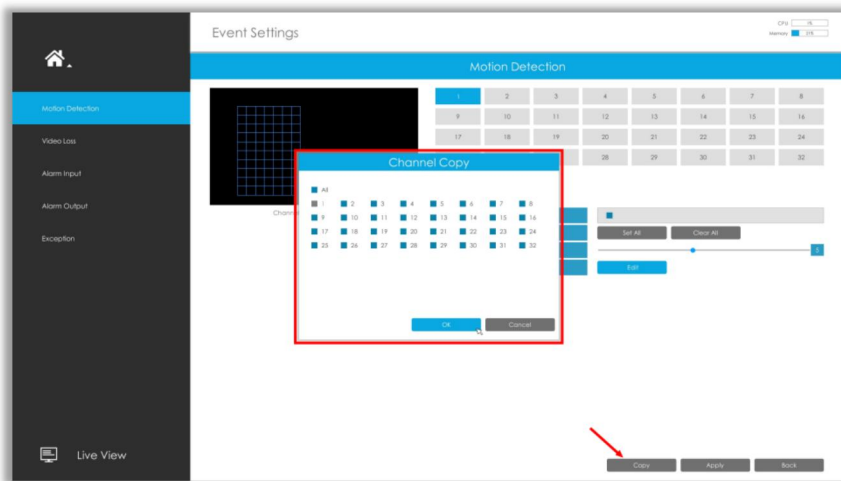 Event Settings
CPU
Memory
Motion Detection
Motion Detection
Video Loss
Alarm Input
Alarm Output
Exception
Live View
1 2 3 4 5 6 7 8
9 10 11 12 13 14 15 16
17 18 19 20 21 22 23 24
28 29 30 31 32
Channel Copy
All
1 2 3 4 5 6 7 8
9 10 11 12 13 14 15 16
17 18 19 20 21 22 23 24
25 26 27 28 29 30 31 32
OK Cancel
Set All Clear All
5
Edit
Copy Apply Back